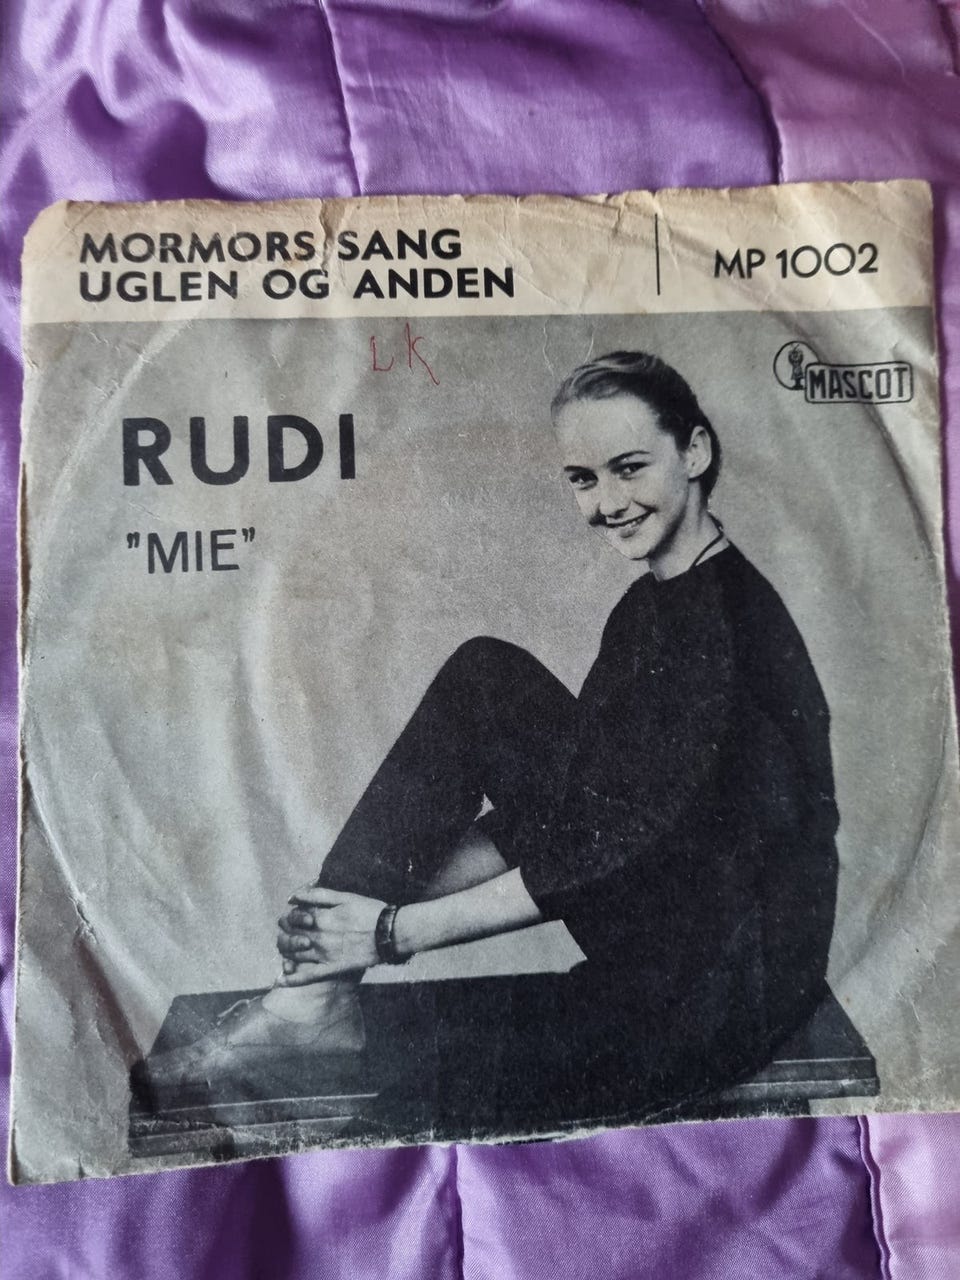 MORMORS SANG
UGLEN OG ANDEN
MP 1002
LK
MASCOT
RUDI
"MIE"